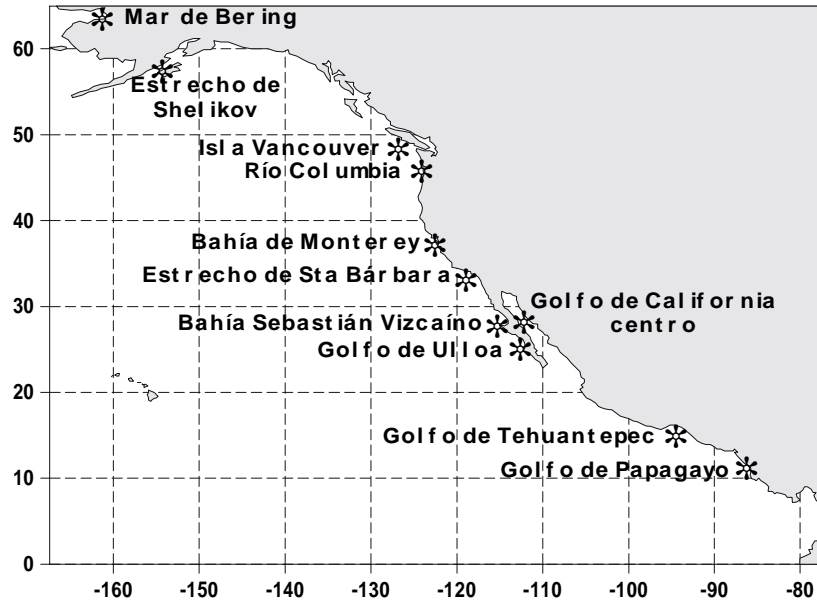 Mar de Bering
60
Estrecho de
Shelikov
50
Isla Vancouver
Río Columbia
40
Bahía de Monterey
Estrecho de Sta Bárbara
30
Golfo de California
centro
Bahía Sebastián Vizcaíno
Golfo de Ulloa
20
Golfo de Tehuantepec
10
Golfo de Papagayo
0
-160 -150 -140 -130 -120 -110 -100 -90 -80